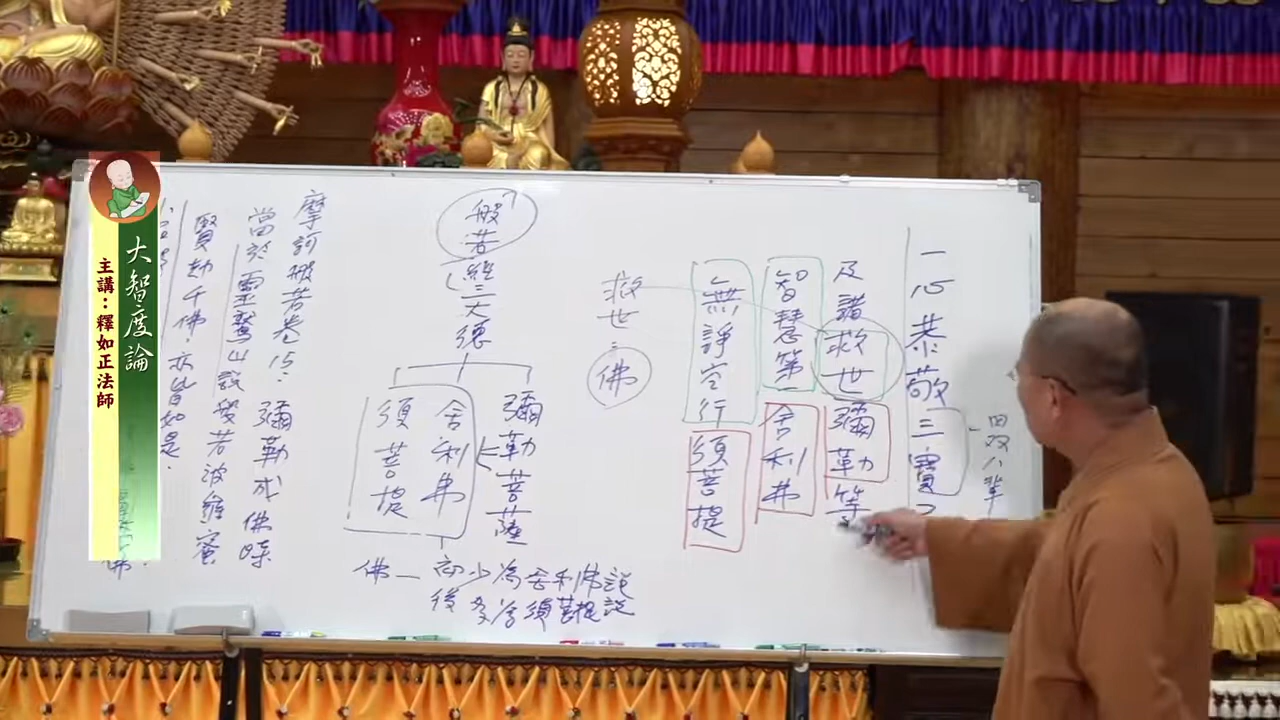 一心恭敬三寶
四双八輩
及諸救世彌勒等
智慧第一舍利弗
無諍空行須菩提
救世：佛
般若經三大德
彌勒菩薩
舍利弗
須菩提
佛
前少為舍利佛說
後多為須菩提說
摩訶般若卷15：彌勒成佛時
當於靈鷲山說般若波羅蜜
賢劫千佛．亦皆如是．
大智度論
主講：釋如正法師